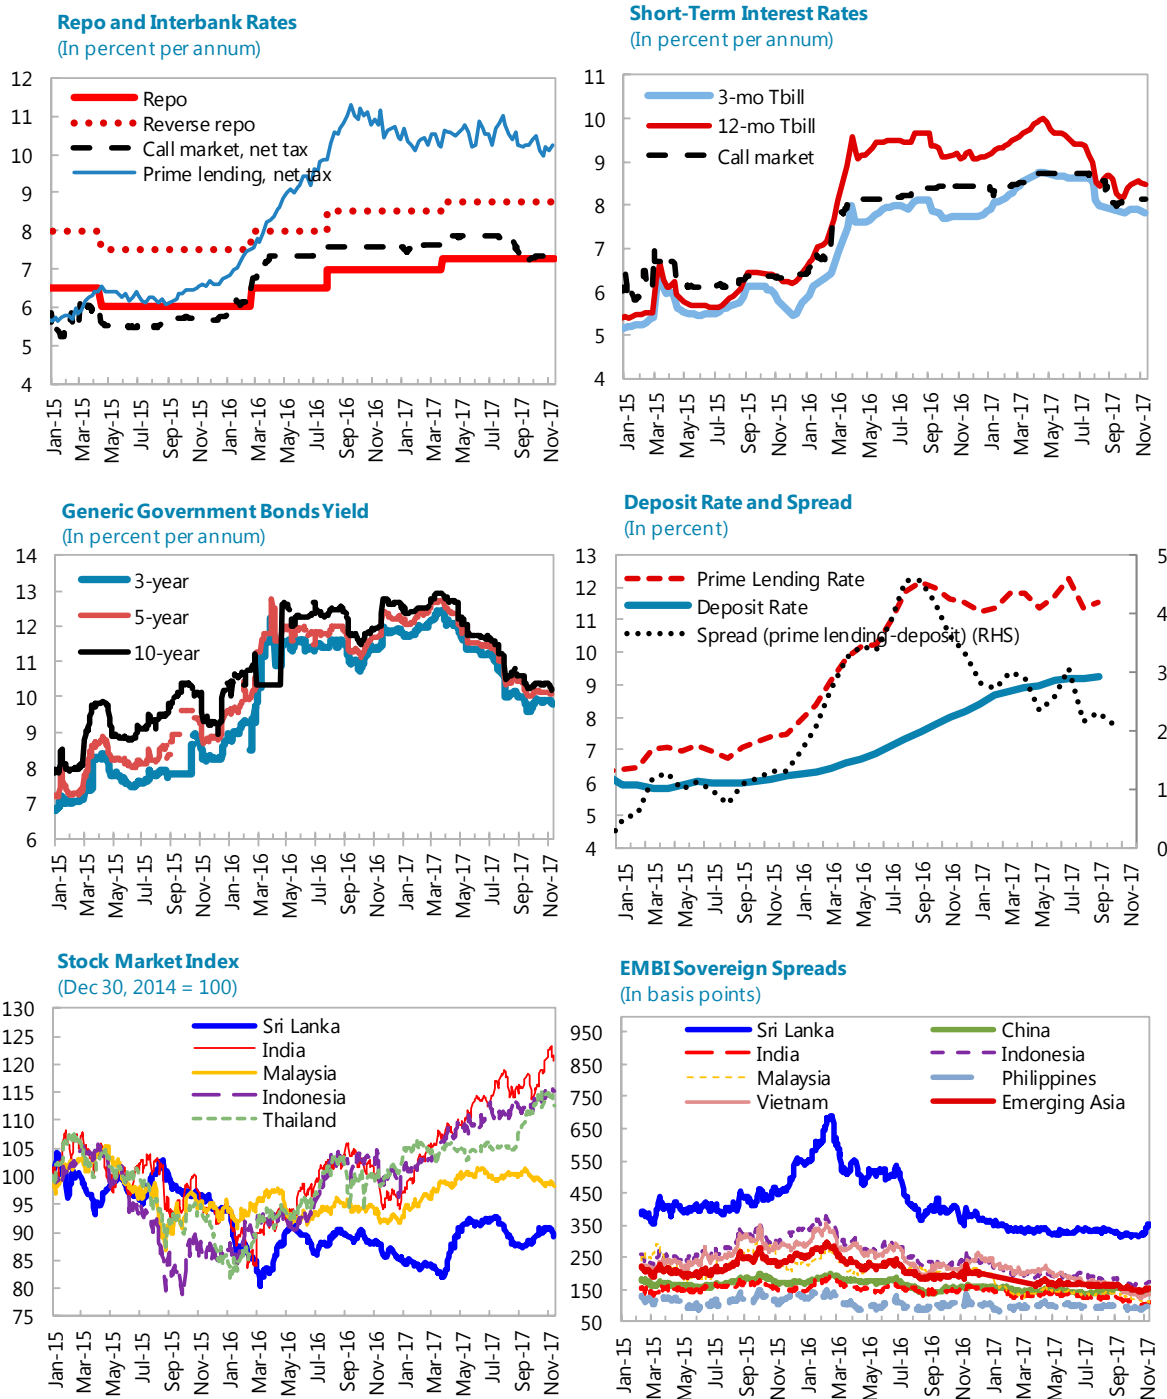 Repo and Interbank Rates
(In percent per annum)
12
11
10
9
8
7
6
5
4
Repo
Reverse repo
Call market, net tax
Prime lending, net tax
Jan-15
Mar-15
May-15
Jul-15
Sep-15
Nov-15
Jan-16
Mar-16
May-16
Jul-16
Sep-16
Nov-16
Jan-17
Mar-17
May-17
Jul-17
Sep-17
Nov-17
Short-Term Interest Rates
(In percent per annum)
11
10
9
8
7
6
5
4
3-mo Tbill
12-mo Tbill
Call market
Jan-15
Mar-15
May-15
Jul-15
Sep-15
Nov-15
Jan-16
Mar-16
May-16
Jul-16
Sep-16
Nov-16
Jan-17
Mar-17
May-17
Jul-17
Sep-17
Nov-17
Generic Government Bonds Yield
(In percent per annum)
14
13
12
11
10
9
8
7
6
3-year
5-year
10-year
Jan-15
Mar-15
May-15
Jul-15
Sep-15
Nov-15
Jan-16
Mar-16
May-16
Jul-16
Sep-16
Nov-16
Jan-17
Mar-17
May-17
Jul-17
Sep-17
Nov-17
Deposit Rate and Spread
(In percent)
13
12
11
10
9
8
7
6
5
4
5
4
3
2
1
0
Prime Lending Rate
Deposit Rate
Spread (prime lending-deposit) (RHS)
Jan-15
Mar-15
May-15
Jul-15
Sep-15
Nov-15
Jan-16
Mar-16
May-16
Jul-16
Sep-16
Nov-16
Jan-17
Mar-17
May-17
Jul-17
Sep-17
Nov-17
Stock Market Index
(Dec 30, 2014 = 100)
130
125
120
115
110
105
100
95
90
85
80
75
Sri Lanka
India
Malaysia
Indonesia
Thailand
Jan-15
Mar-15
May-15
Jul-15
Sep-15
Nov-15
Jan-16
Mar-16
May-16
Jul-16
Sep-16
Nov-16
Jan-17
Mar-17
May-17
Jul-17
Sep-17
Nov-17
EMBI Sovereign Spreads
(In basis points)
950
850
750
650
550
450
350
250
150
50
Sri Lanka
China
India
Indonesia
Malaysia
Philippines
Vietnam
Emerging Asia
Jan-15
Mar-15
May-15
Jul-15
Sep-15
Nov-15
Jan-16
Mar-16
May-16
Jul-16
Sep-16
Nov-16
Jan-17
Mar-17
May-17
Jul-17
Sep-17
Nov-17